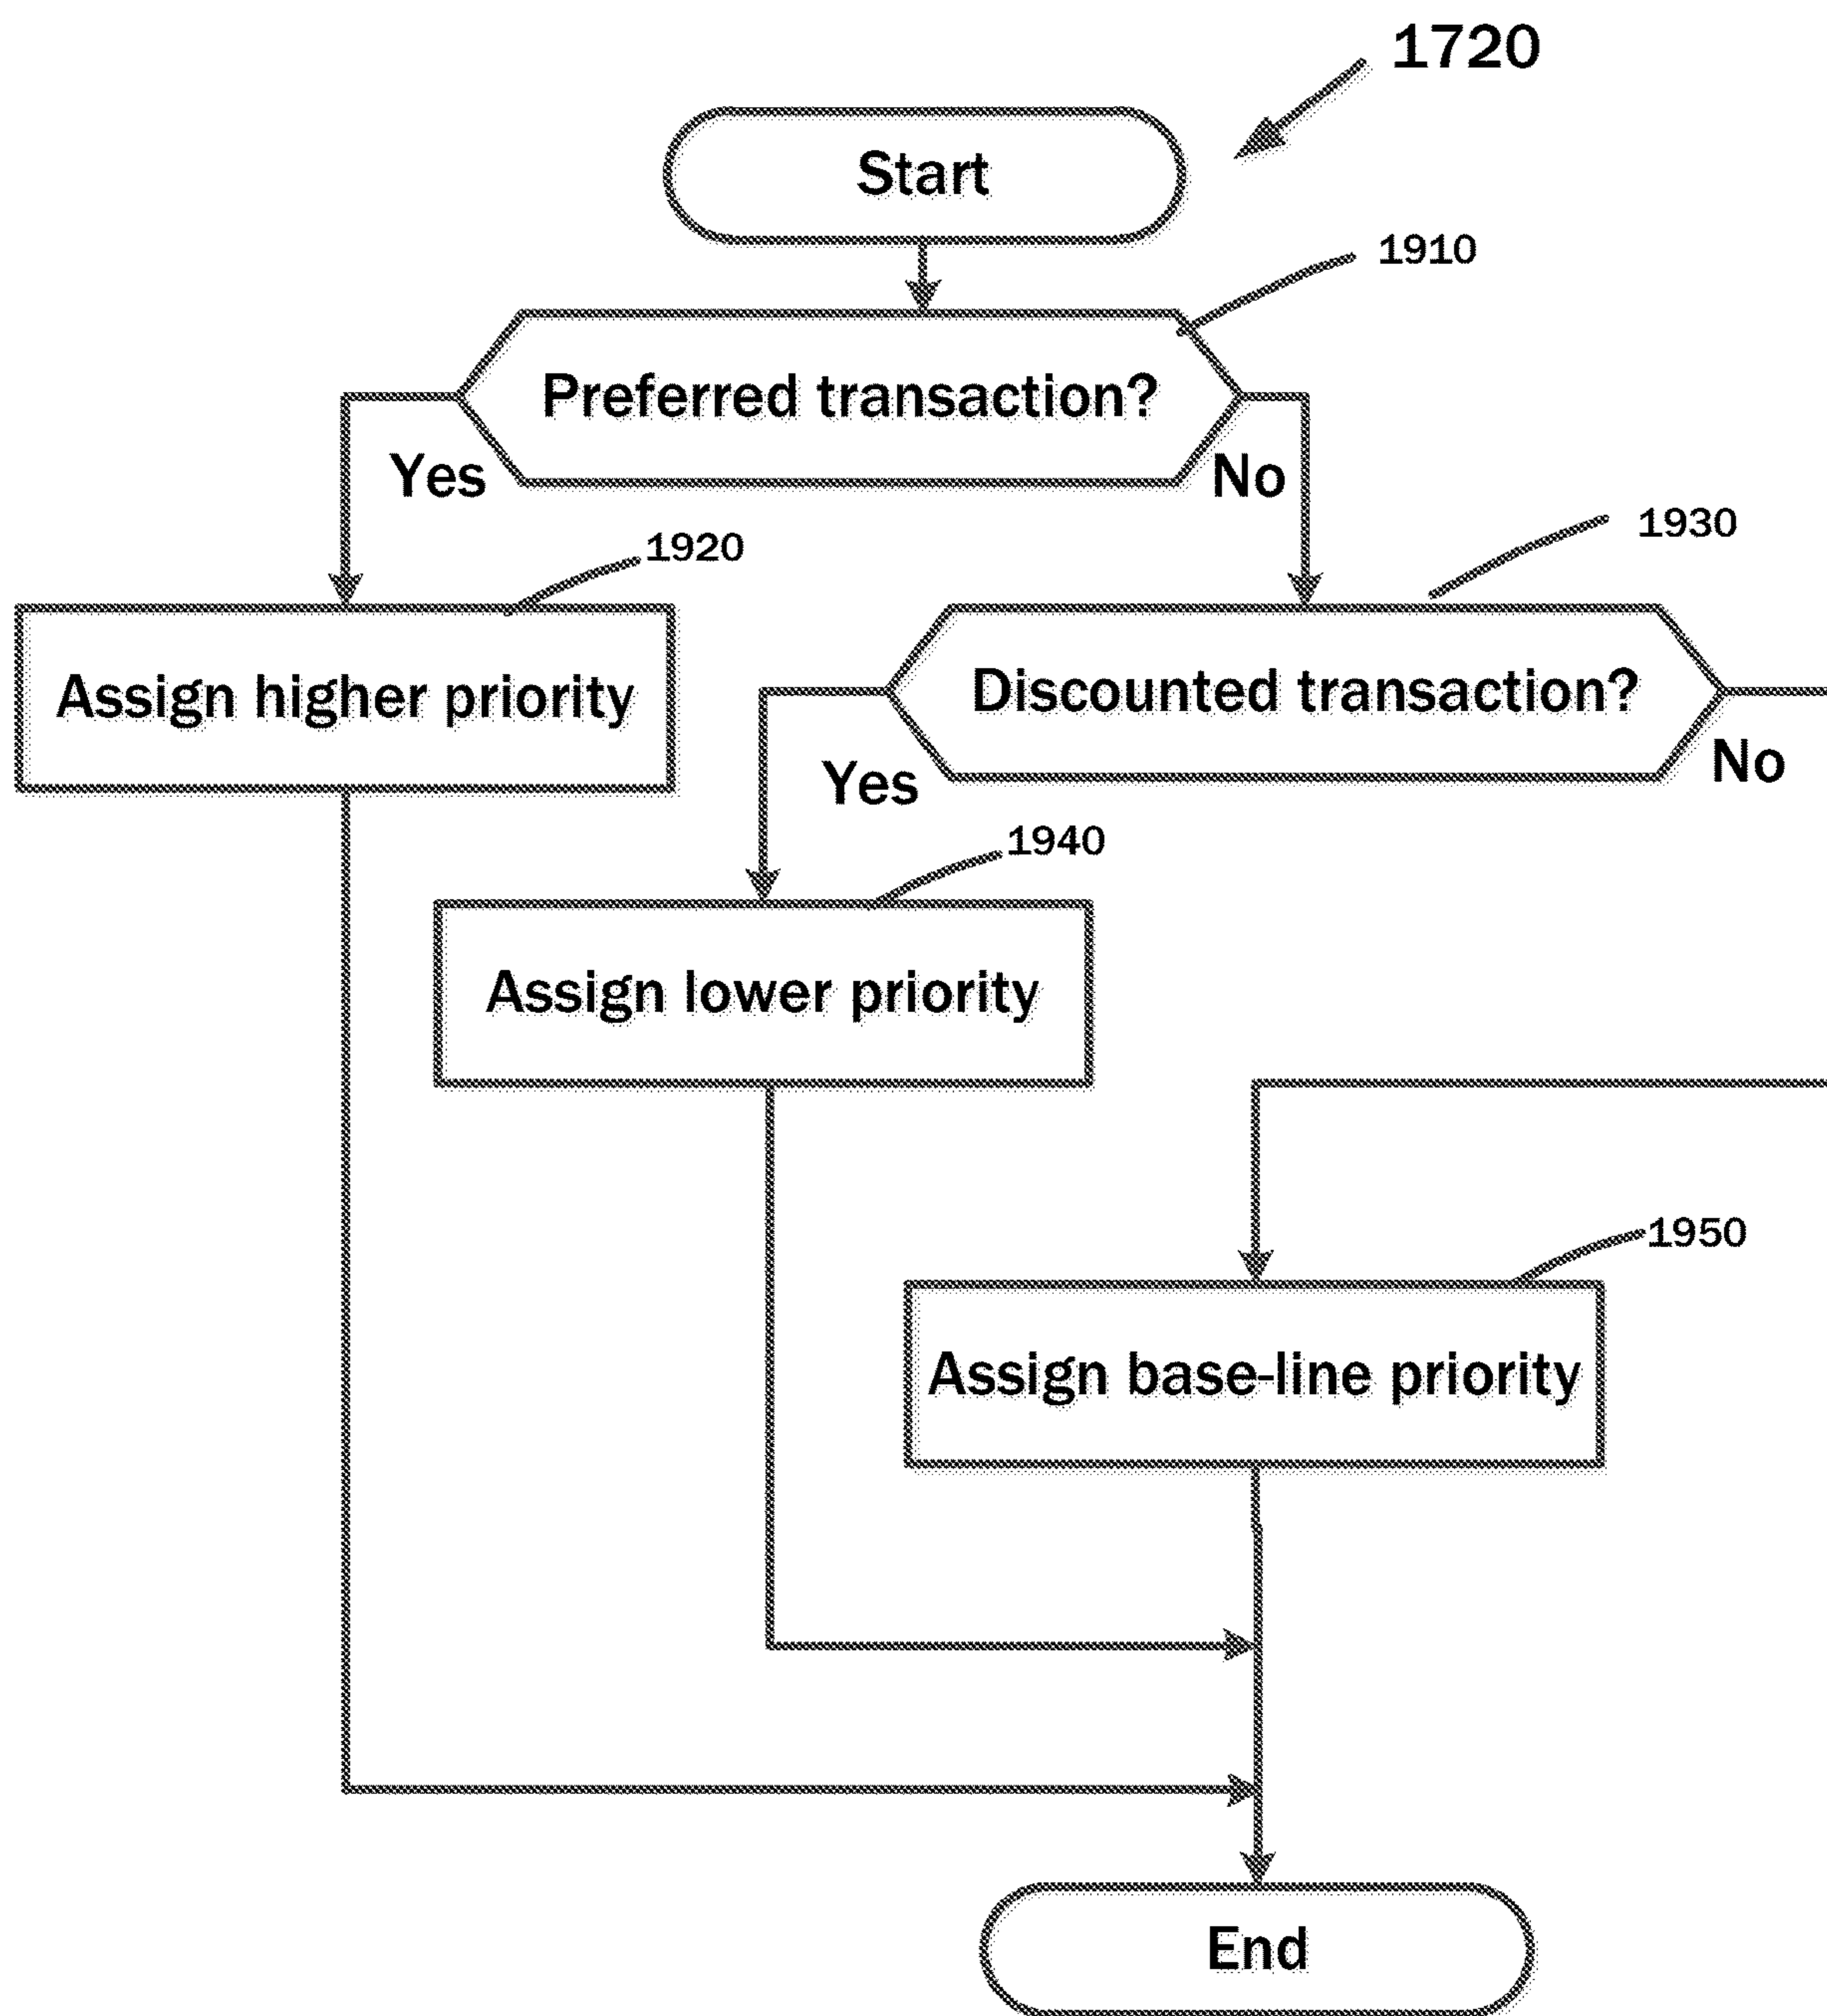 1720
Start
1910
Preferred transaction?
Yes
No
1930
1920
Assign higher priority
Discounted transaction?
Yes
No
1940
Assign lower priority
1950
Assign base-line priority
End